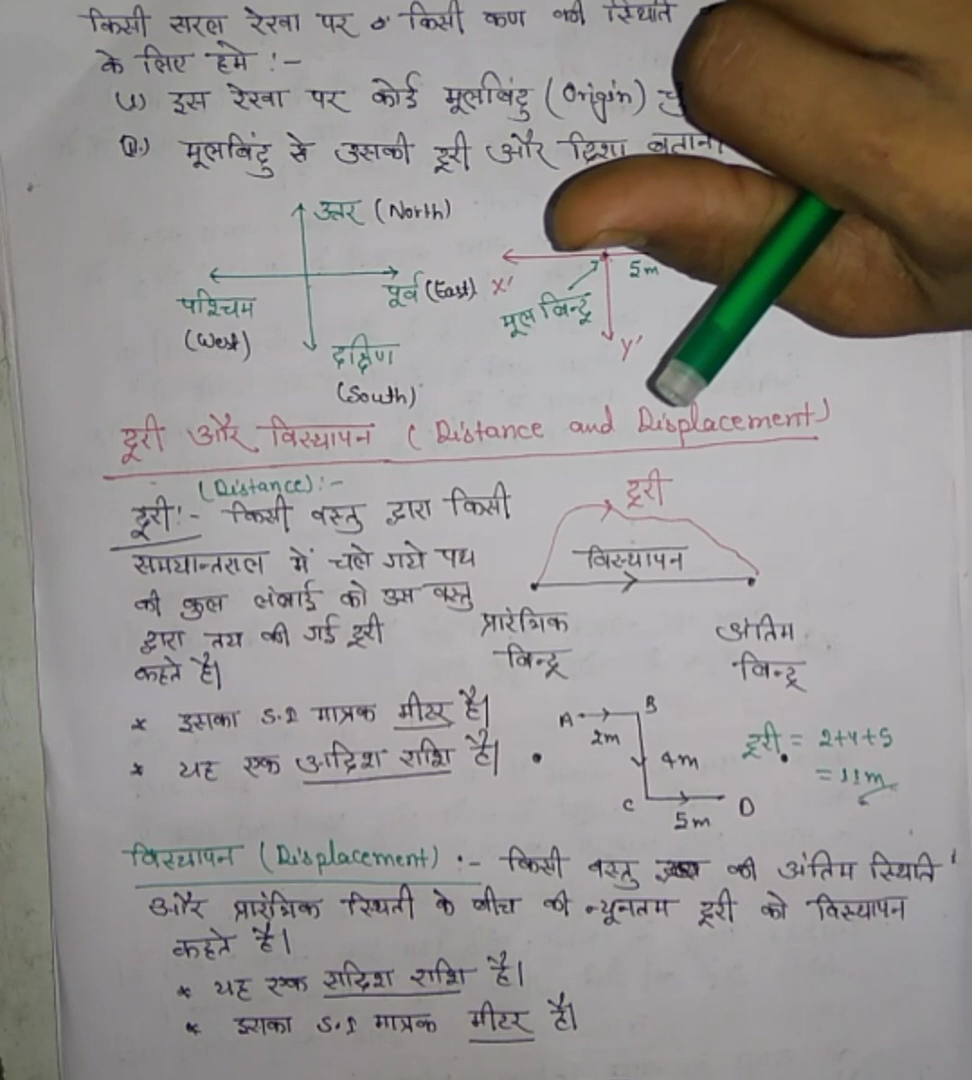 किसी सरल रेखा पर किसी कण की स्थिति
के लिए हमे :-
(1) इस रेखा पर कोई मूलबिंदु (Origin)
(2.) मूलबिंदु से उसकी दूरी और दिशा बताना
उत्तर (North)
पश्चिम
(West)
पूर्व (East)
दक्षिण
(South)
X'
5m
मूल बिन्दू
Y'
दूरी और विस्थापन (Distance and Displacement)
(Distance):-
दूरी:- किसी वस्तु द्वारा किसी
समयान्तराल में चले गये पथ
की कुल लंबाई को उस वस्तु
द्वारा तय की गई दूरी
कहते है।
* इसका S.I मात्रक मीटर है।
* यह एक अदिश राशि है।
दूरी
विस्थापन
प्रारंभिक
बिन्दू
अंतिम
बिन्दू
A
B
2m
4m
C
D
5m
दूरी = 2+4+5
= 11m
विस्थापन (Displacement) :- किसी वस्तु की अंतिम स्थिति
और प्रारंभिक स्थिती के बीच की न्यूनतम दूरी को विस्थापन
कहते है।
* यह एक सदिश राशि है।
* इसका S.I मात्रक मीटर है।